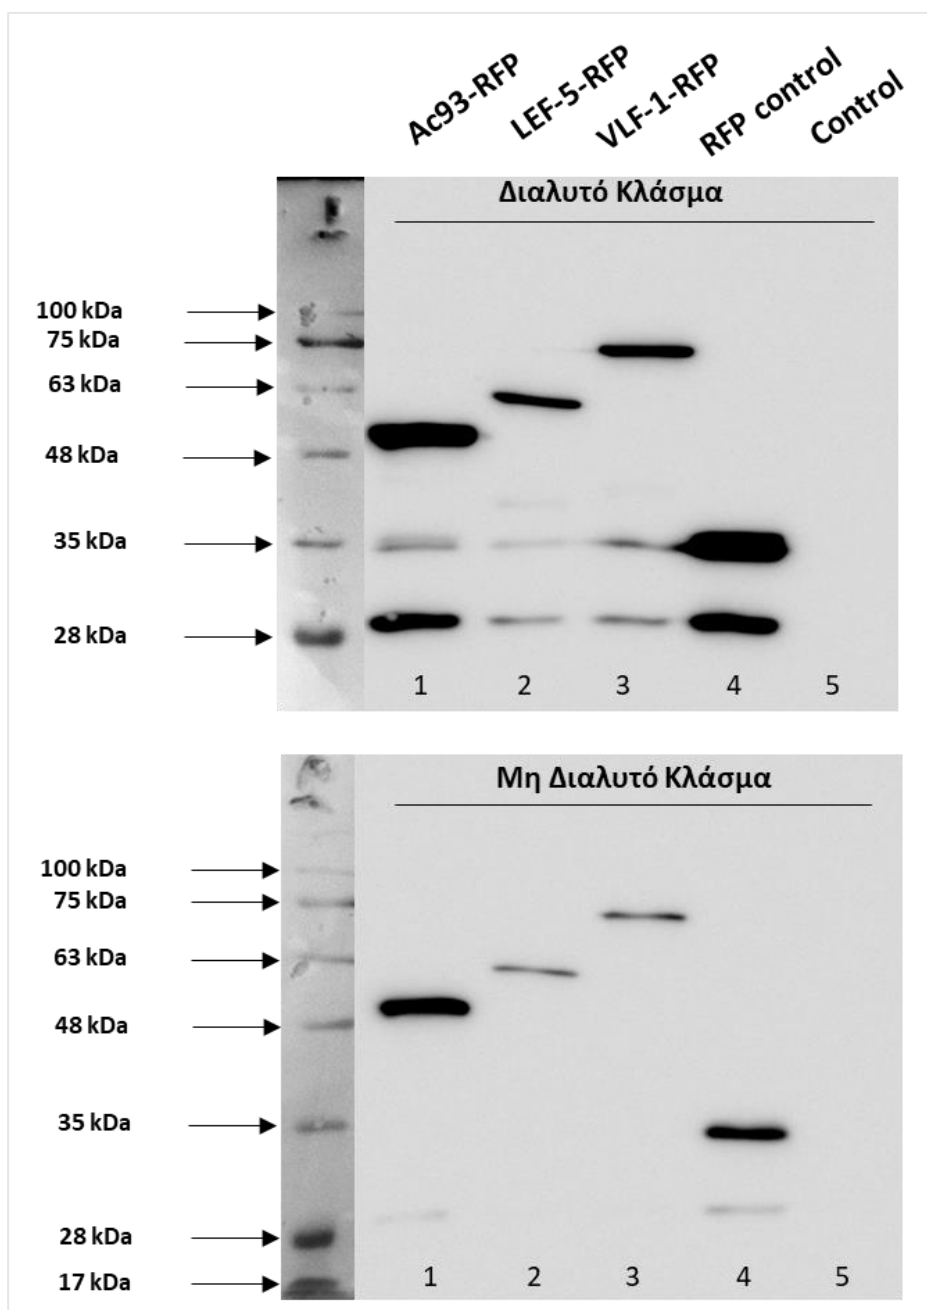 Ac93-RFP
LEF-5-RFP
VLF-1-RFP
RFP control
Control
Διαλυτό Κλάσμα
100 kDa
75 kDa
63 kDa
48 kDa
35 kDa
28 kDa
1 2 3 4 5
Μη Διαλυτό Κλάσμα
100 kDa
75 kDa
63 kDa
48 kDa
35 kDa
28 kDa
17 kDa
1 2 3 4 5